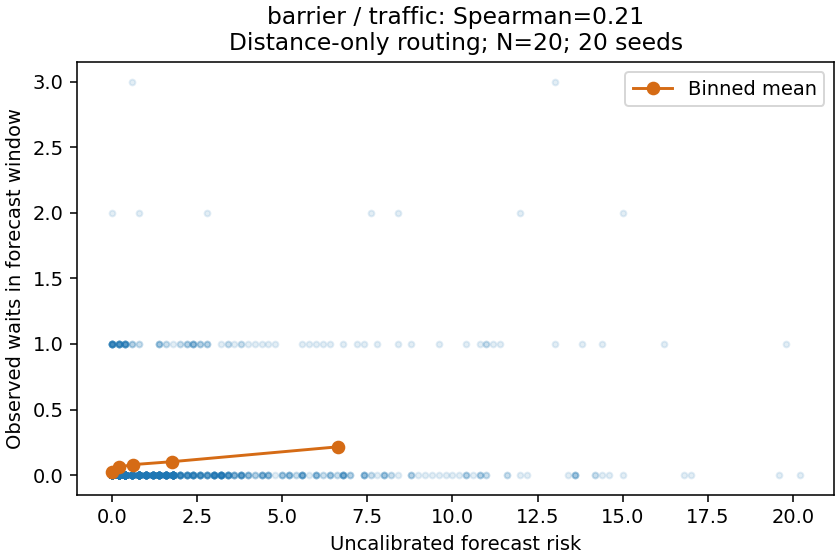 barrier / traffic: Spearman=0.21
Distance-only routing; N=20; 20 seeds
Binned mean
Observed waits in forecast window
3.0
2.5
2.0
1.5
1.0
0.5
0.0
0.0 2.5 5.0 7.5 10.0 12.5 15.0 17.5 20.0
Uncalibrated forecast risk